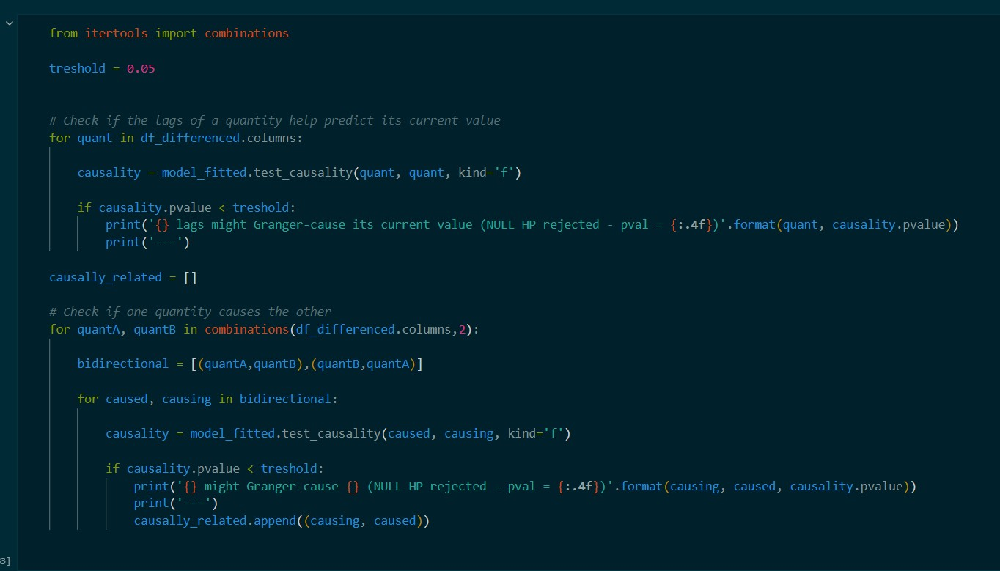 from itertools import combinations
treshold = 0.05
# Check if the lags of a quantity help predict its current value
for quant in df_differenced.columns:
causality = model_fitted.test_causality(quant, quant, kind='f')
if causality.pvalue < treshold:
print('{} lags might Granger-cause its current value (NULL HP rejected - pval = {:.4f})'.format(quant, causality.pvalue))
print('---')
causally_related = []
# Check if one quantity causes the other
for quantA, quantB in combinations(df_differenced.columns,2):
bidirectional = [(quantA,quantB),(quantB,quantA)]
for caused, causing in bidirectional:
causality = model_fitted.test_causality(caused, causing, kind='f')
if causality.pvalue < treshold:
print('{} might Granger-cause {} (NULL HP rejected - pval = {:.4f})'.format(causing, caused, causality.pvalue))
print('---')
causally_related.append((causing, caused))
3]